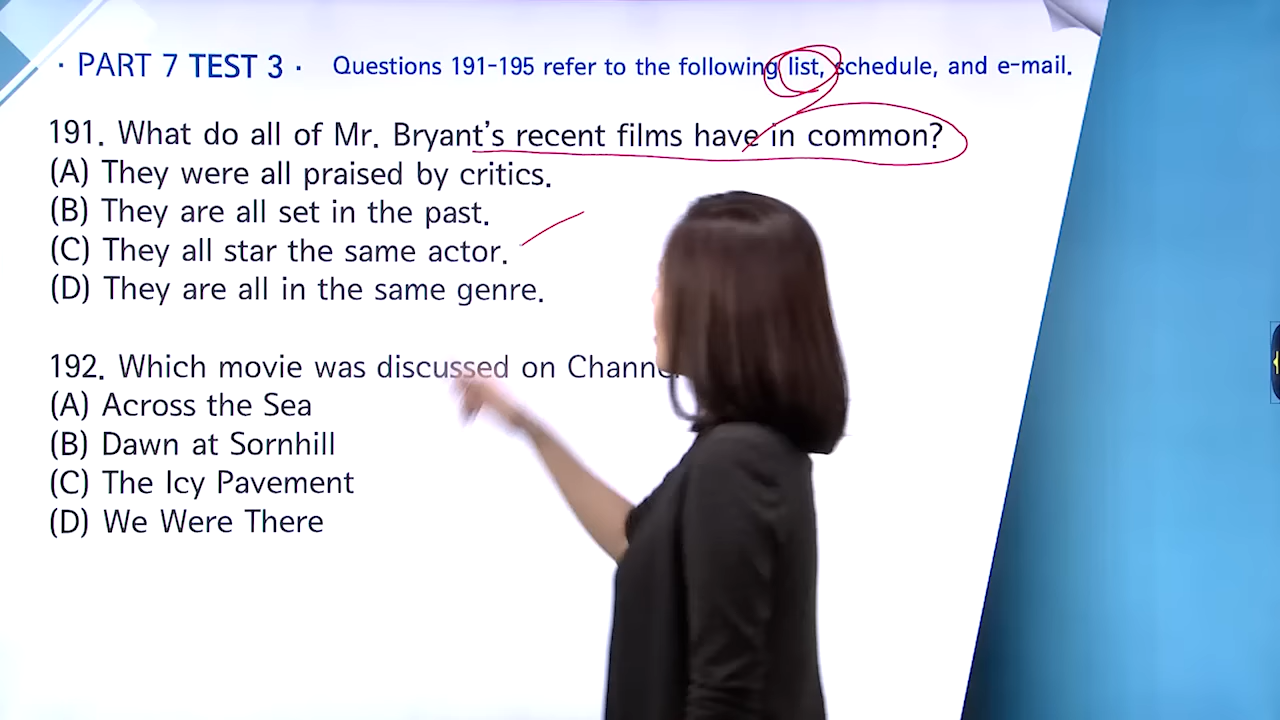 · PART 7 TEST 3 · Questions 191-195 refer to the following list, schedule, and e-mail.
191. What do all of Mr. Bryant's recent films have in common?
(A) They were all praised by critics.
(B) They are all set in the past.
(C) They all star the same actor.
(D) They are all in the same genre.
192. Which movie was discussed on
(A) Across the Sea
(B) Dawn at Sornhill
(C) The Icy Pavement
(D) We Were There